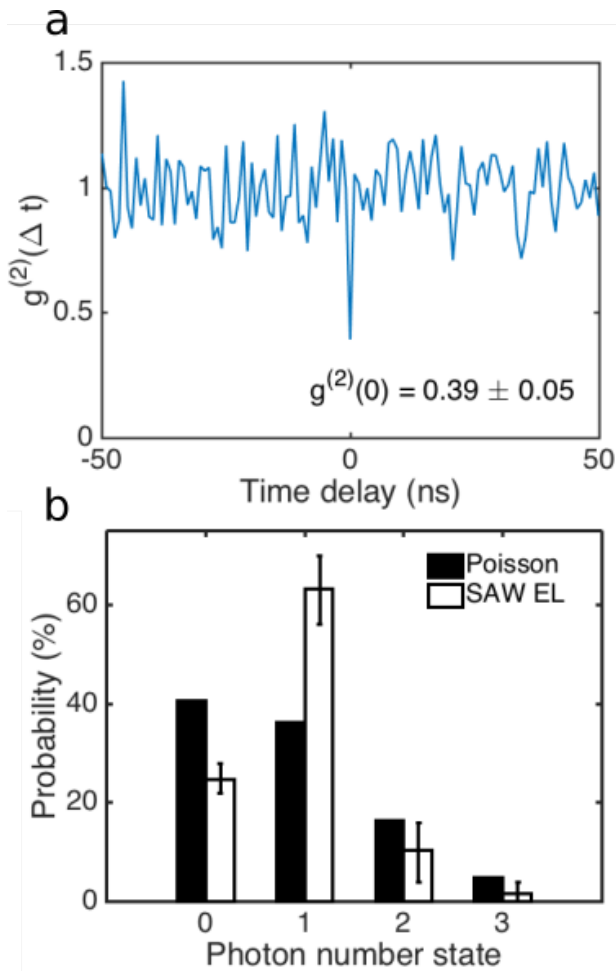 a
1.5
1
0.5
0
g^(2)(Δ t)
g^(2)(0) = 0.39 ± 0.05
-50
0
50
Time delay (ns)
b
Poisson
SAW EL
60
40
20
0
Probability (%)
0
1
2
3
Photon number state